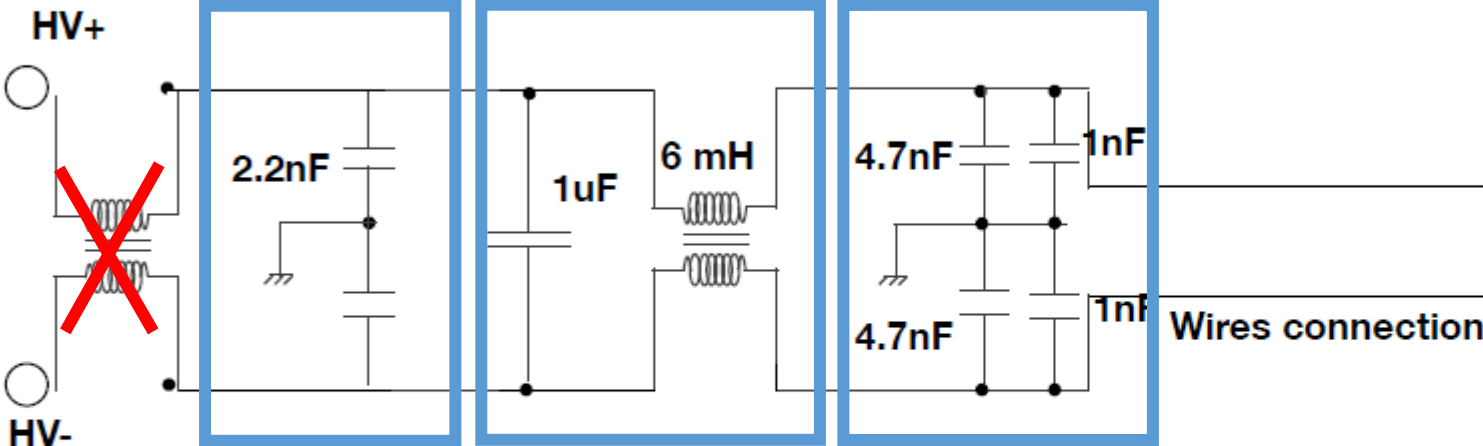 HV+
2.2nF
1uF
6 mH
4.7nF
1nF
4.7nF
1nF
Wires connection
HV-